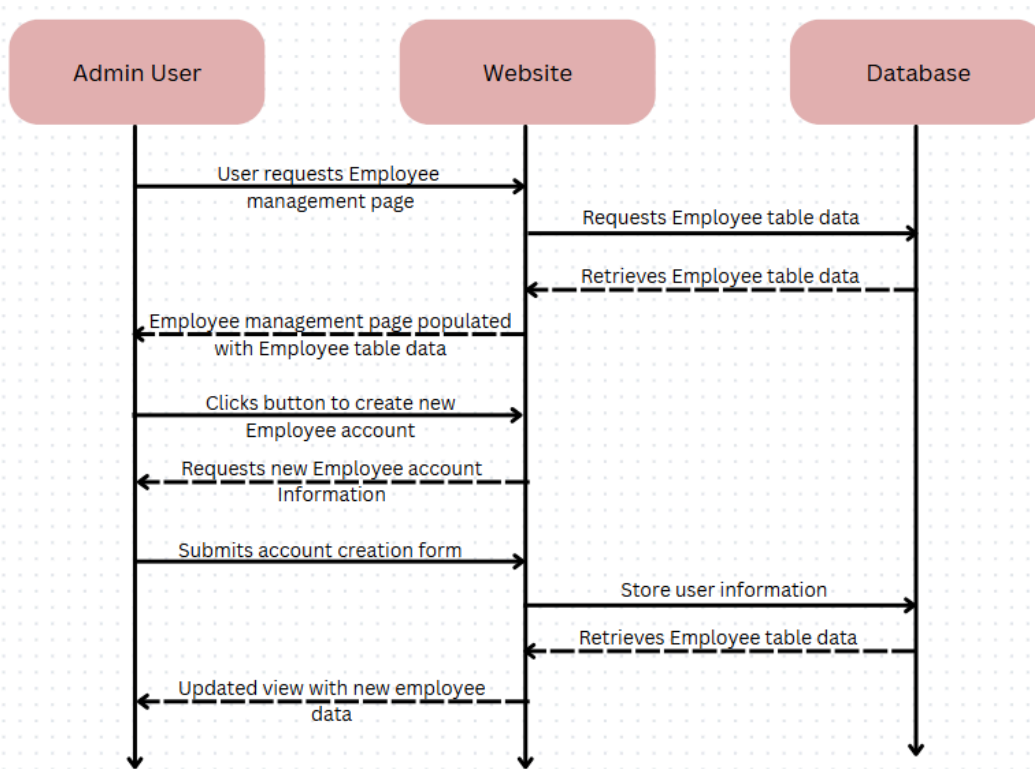 Admin User
Website
Database
User requests Employee
management page
Requests Employee table data
Retrieves Employee table data
Employee management page populated
with Employee table data
Clicks button to create new
Employee account
Requests new Employee account
Information
Submits account creation form
Store user information
Retrieves Employee table data
Updated view with new employee
data